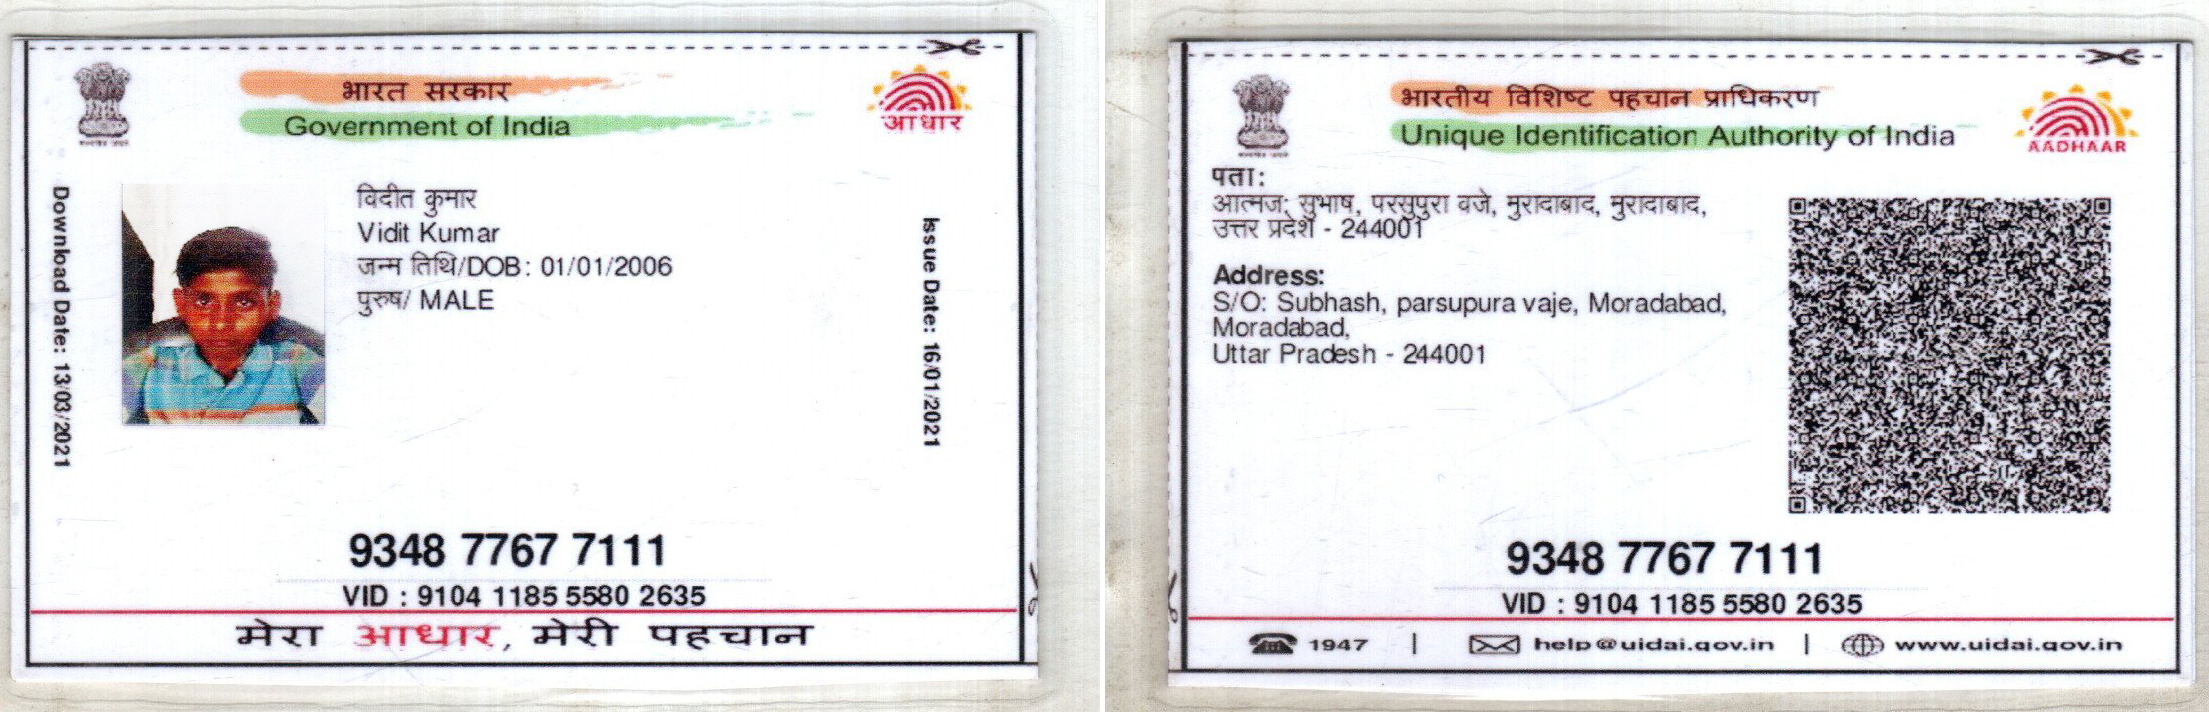 भारत सरकार
Government of India
आधार
Download Date: 13/03/2021
विदीत कुमार
Vidit Kumar
जन्म तिथि/DOB: 01/01/2006
पुरुष/ MALE
Issue Date: 16/01/2021
9348 7767 7111
VID : 9104 1185 5580 2635
मेरा आधार, मेरी पहचान
भारतीय विशिष्ट पहचान प्राधिकरण
Unique Identification Authority of India
AADHAAR
पता:
आत्मज: सुभाष, परसुपुरा वजे, मुरादाबाद, मुरादाबाद,
उत्तर प्रदेश - 244001
Address:
S/O: Subhash, parsupura vaje, Moradabad,
Moradabad,
Uttar Pradesh - 244001
9348 7767 7111
VID : 9104 1185 5580 2635
1947 | help@uidai.gov.in | www.uidai.gov.in